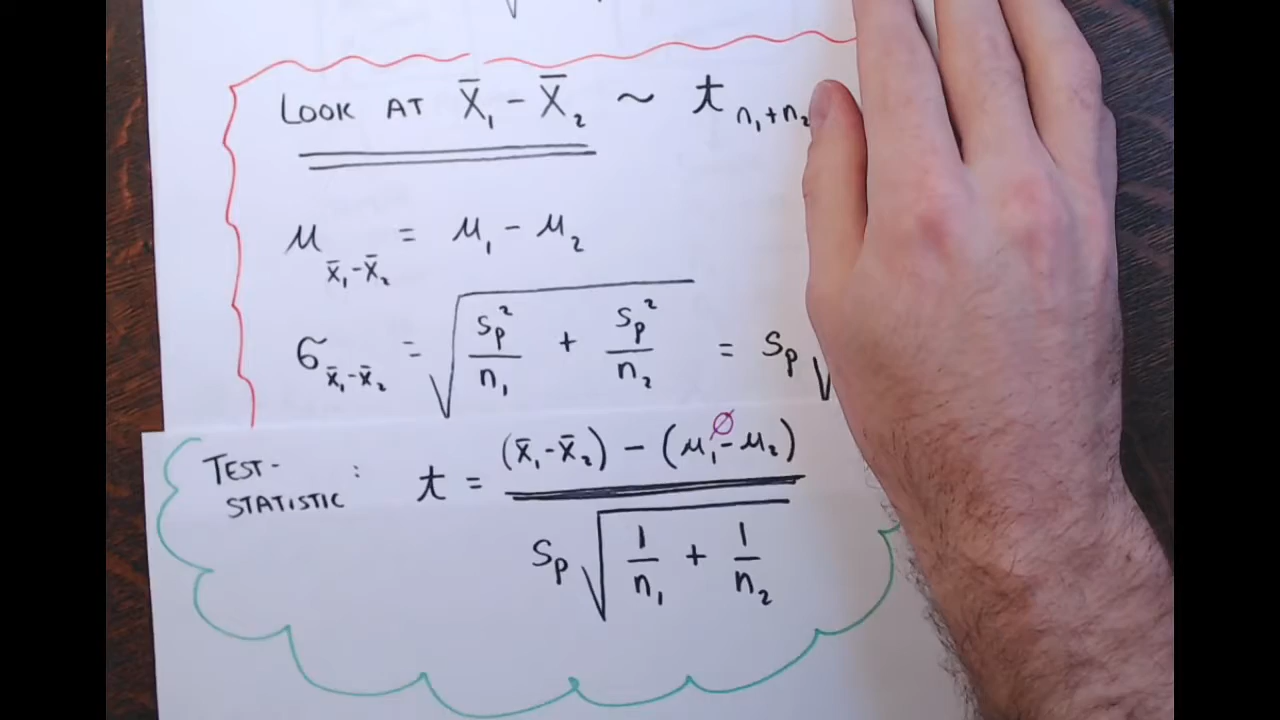 LOOK AT X̄₁ - X̄₂ ~ t n₁+n₂
μ x̄₁-x̄₂ = μ₁ - μ₂
σ x̄₁-x̄₂ = √(sₚ²/n₁ + sₚ²/n₂) = sₚ√
TEST-STATISTIC : t = ((x̄₁-x̄₂) - (μ₁-μ₂)) / (sₚ√(1/n₁ + 1/n₂))
∅